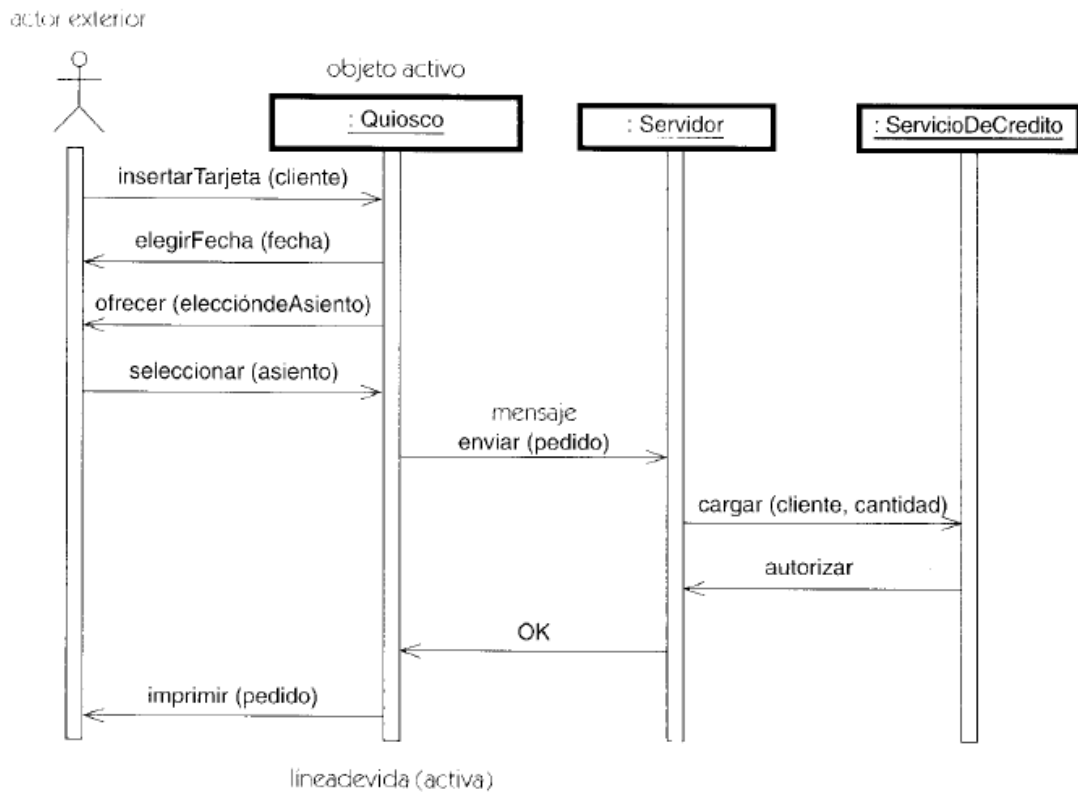 actor exterior
objeto activo
: Quiosco
: Servidor
: ServicioDeCredito
insertarTarjeta (cliente)
elegirFecha (fecha)
ofrecer (eleccióndeAsiento)
seleccionar (asiento)
mensaje
enviar (pedido)
cargar (cliente, cantidad)
autorizar
OK
imprimir (pedido)
líneadevida (activa)